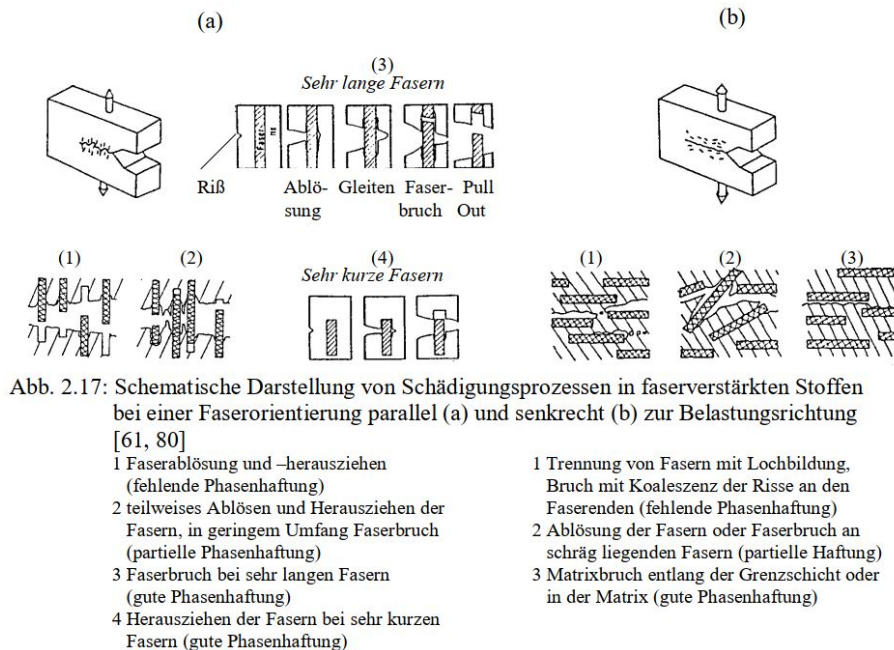 (a)
(b)
(3)
Sehr lange Fasern
Riß
Ablö-
sung
Gleiten
Faser-
bruch
Pull
Out
(1)
(2)
(4)
Sehr kurze Fasern
(1)
(2)
(3)
Abb. 2.17: Schematische Darstellung von Schädigungsprozessen in faserverstärkten Stoffen
bei einer Faserorientierung parallel (a) und senkrecht (b) zur Belastungsrichtung
[61, 80]
1 Faserablösung und –herausziehen
(fehlende Phasenhaftung)
2 teilweises Ablösen und Herausziehen der
Fasern, in geringem Umfang Faserbruch
(partielle Phasenhaftung)
3 Faserbruch bei sehr langen Fasern
(gute Phasenhaftung)
4 Herausziehen der Fasern bei sehr kurzen
Fasern (gute Phasenhaftung)
1 Trennung von Fasern mit Lochbildung,
Bruch mit Koaleszenz der Risse an den
Faserenden (fehlende Phasenhaftung)
2 Ablösung der Fasern oder Faserbruch an
schräg liegenden Fasern (partielle Haftung)
3 Matrixbruch entlang der Grenzschicht oder
in der Matrix (gute Phasenhaftung)